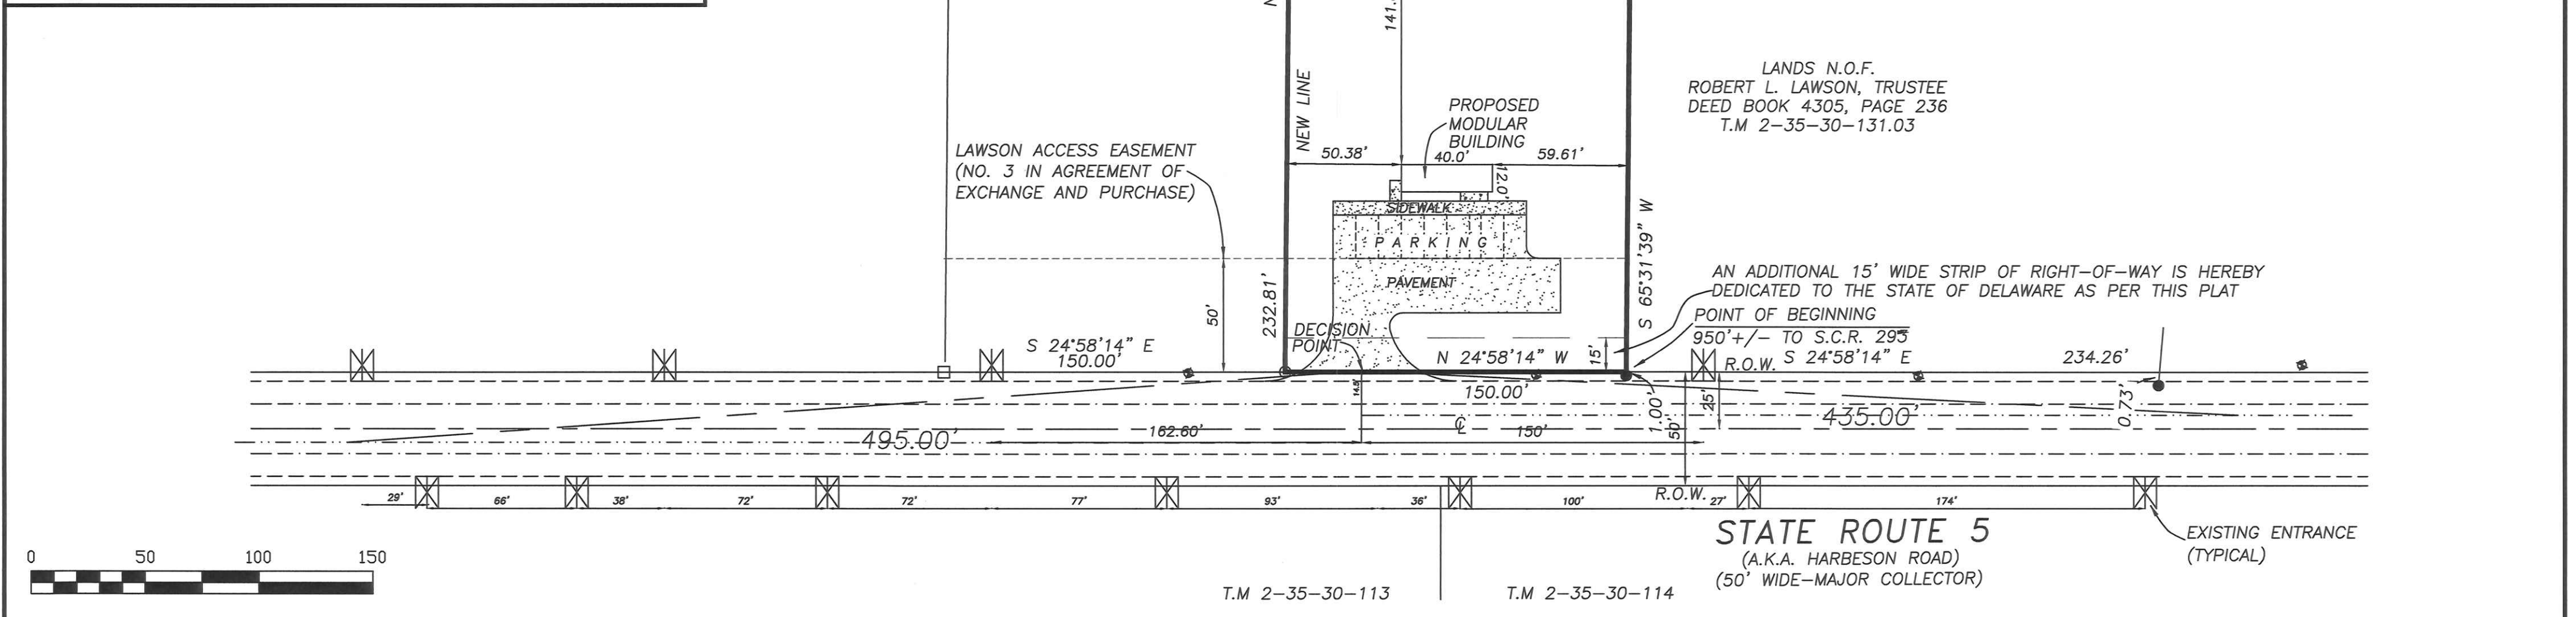 141.
N
NEW LINE
LANDS N.O.F.
ROBERT L. LAWSON, TRUSTEE
DEED BOOK 4305, PAGE 236
T.M 2-35-30-131.03
PROPOSED
MODULAR
BUILDING
50.38'
40.0'
59.61'
12.0'
LAWSON ACCESS EASEMENT
(NO. 3 IN AGREEMENT OF
EXCHANGE AND PURCHASE)
SIDEWALK
PARKING
PAVEMENT
S 65°31'39" W
232.81'
50'
AN ADDITIONAL 15' WIDE STRIP OF RIGHT-OF-WAY IS HEREBY
DEDICATED TO THE STATE OF DELAWARE AS PER THIS PLAT
POINT OF BEGINNING
950'+/- TO S.C.R. 295
DECISION
POINT
S 24°58'14" E
150.00'
N 24°58'14" W
15'
R.O.W.
S 24°58'14" E
234.26'
150.00'
1.00'
25'
50'
0.73'
495.00'
162.60'
℄
150'
435.00'
29'
66'
38'
72'
72'
77'
93'
36'
100'
R.O.W.
27'
174'
STATE ROUTE 5
(A.K.A. HARBESON ROAD)
(50' WIDE-MAJOR COLLECTOR)
EXISTING ENTRANCE
(TYPICAL)
0 50 100 150
T.M 2-35-30-113
T.M 2-35-30-114